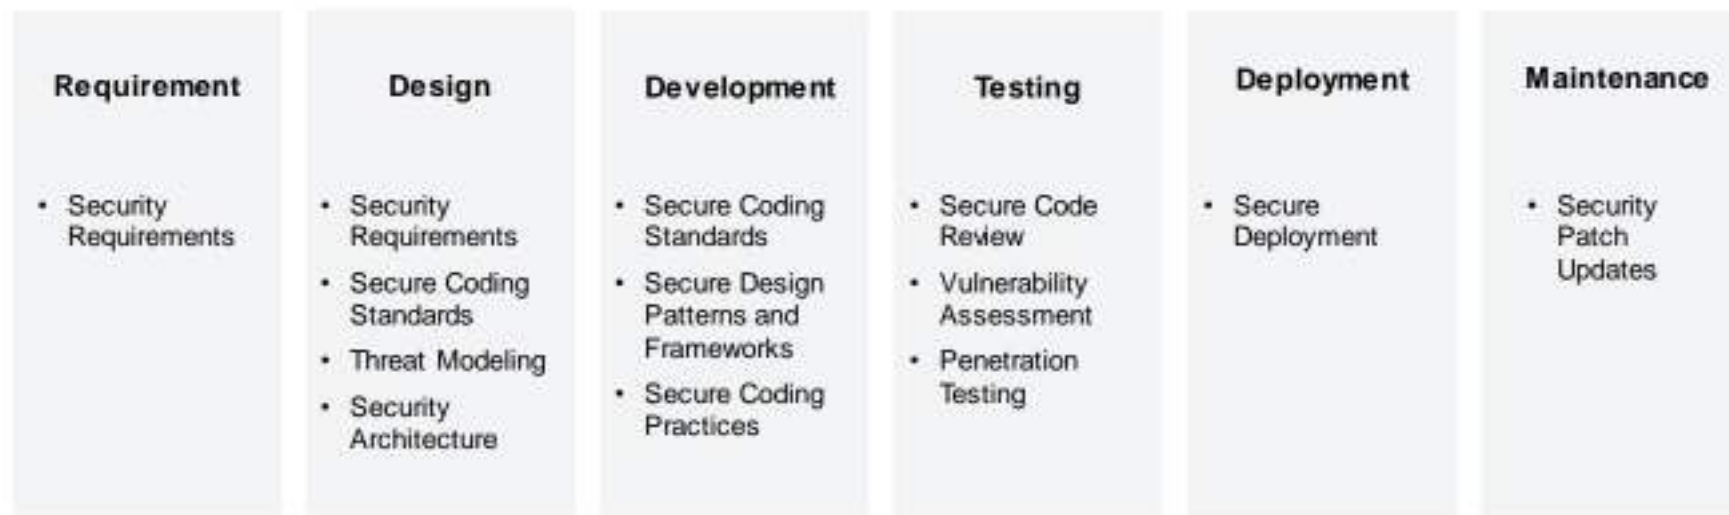 Requirement
• Security
Requirements
Design
• Security
Requirements
• Secure Coding
Standards
• Threat Modeling
• Security
Architecture
Development
• Secure Coding
Standards
• Secure Design
Patterns and
Frameworks
• Secure Coding
Practices
Testing
• Secure Code
Review
• Vulnerability
Assessment
• Penetration
Testing
Deployment
• Secure
Deployment
Maintenance
• Security
Patch
Updates